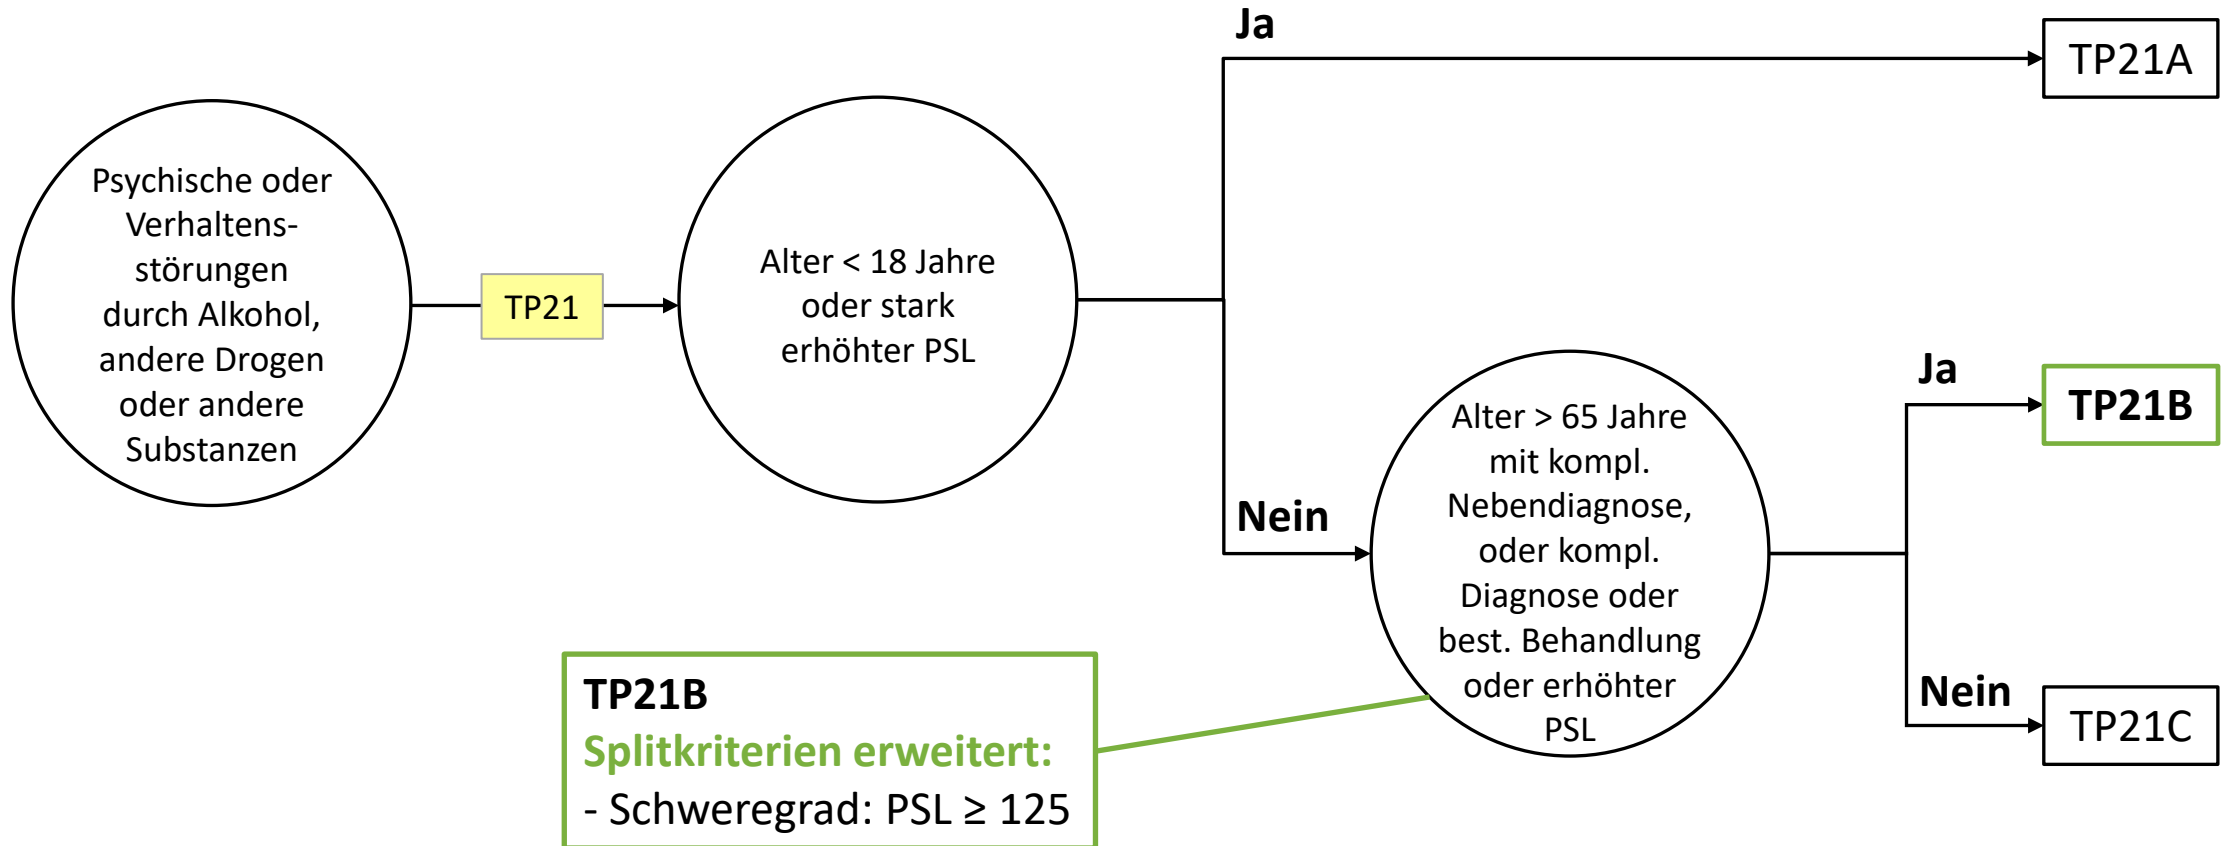 Psychische oder
Verhaltens-
störungen
durch Alkohol,
andere Drogen
oder andere
Substanzen
TP21
Alter < 18 Jahre
oder stark
erhöhter PSL
Ja
TP21A
Nein
Alter > 65 Jahre
mit kompl.
Nebendiagnose,
oder kompl.
Diagnose oder
best. Behandlung
oder erhöhter
PSL
Ja
TP21B
Nein
TP21C
TP21B
Splitkriterien erweitert:
- Schweregrad: PSL ≥ 125